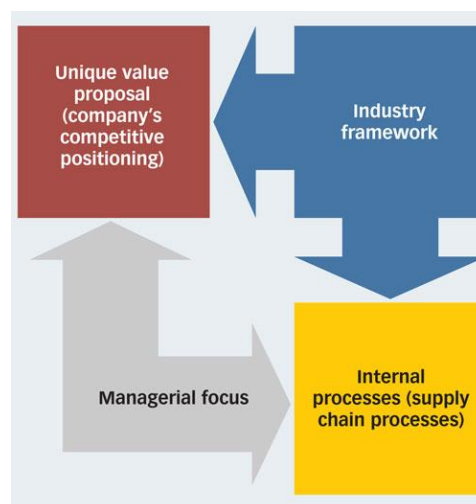 Unique value
proposal
(company's
competitive
positioning)
Industry
framework
Managerial focus
Internal
processes (supply
chain processes)